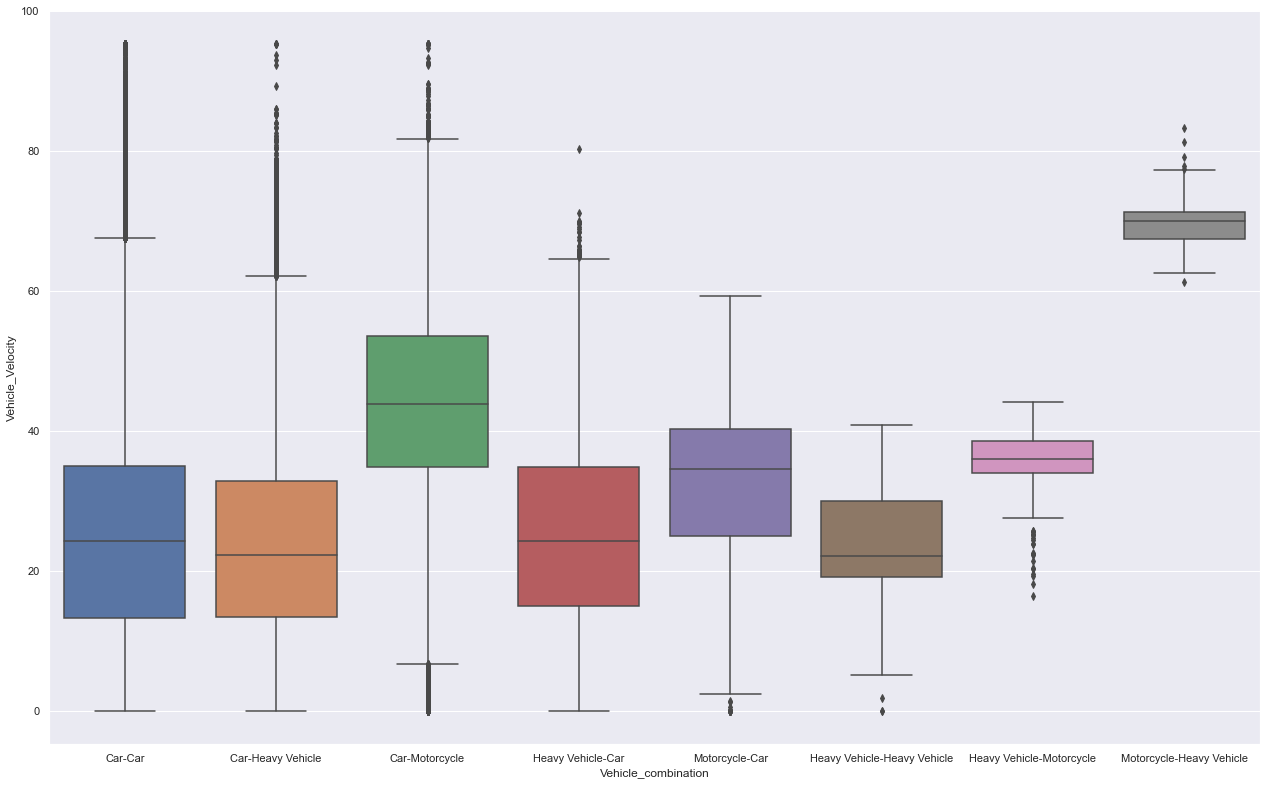 100
80
60
40
20
0
Vehicle_Velocity
Car-Car
Car-Heavy Vehicle
Car-Motorcycle
Heavy Vehicle-Car
Motorcycle-Car
Heavy Vehicle-Heavy Vehicle
Heavy Vehicle-Motorcycle
Motorcycle-Heavy Vehicle
Vehicle_combination